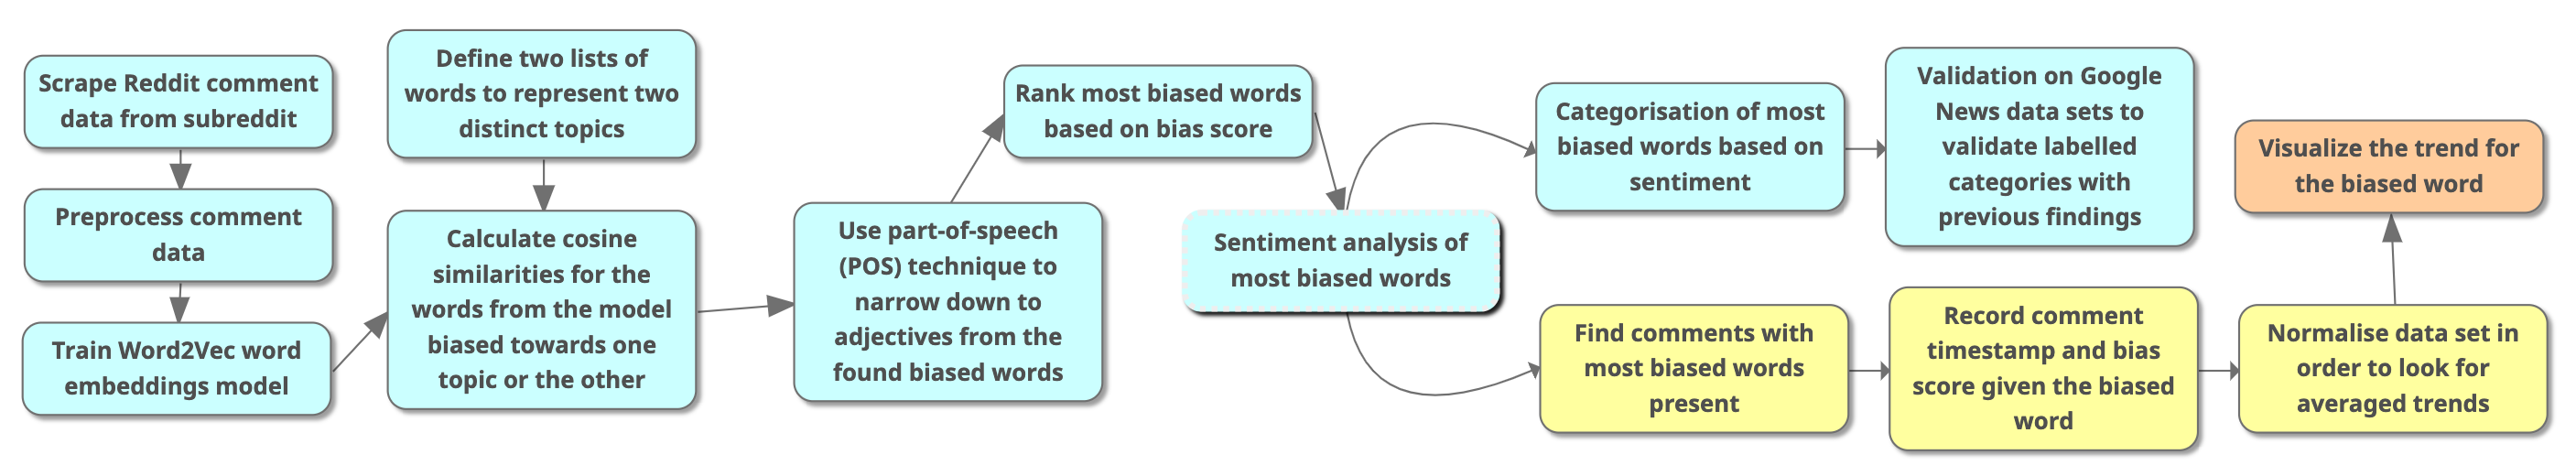 Scrape Reddit comment
data from subreddit
Preprocess comment
data
Train Word2Vec word
embeddings model
Define two lists of
words to represent two
distinct topics
Calculate cosine
similarities for the
words from the model
biased towards one
topic or the other
Use part-of-speech
(POS) technique to
narrow down to
adjectives from the
found biased words
Rank most biased words
based on bias score
Sentiment analysis of
most biased words
Categorisation of most
biased words based on
sentiment
Validation on Google
News data sets to
validate labelled
categories with
previous findings
Find comments with
most biased words
present
Record comment
timestamp and bias
score given the biased
word
Normalise data set in
order to look for
averaged trends
Visualize the trend for
the biased word